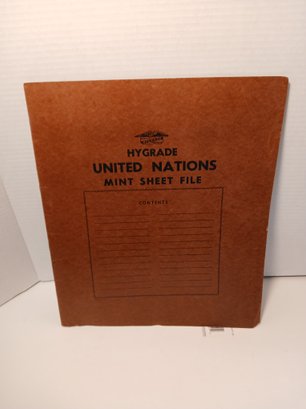 HYGRADE
UNITED NATIONS
MINT SHEET FILE
CONTENTS